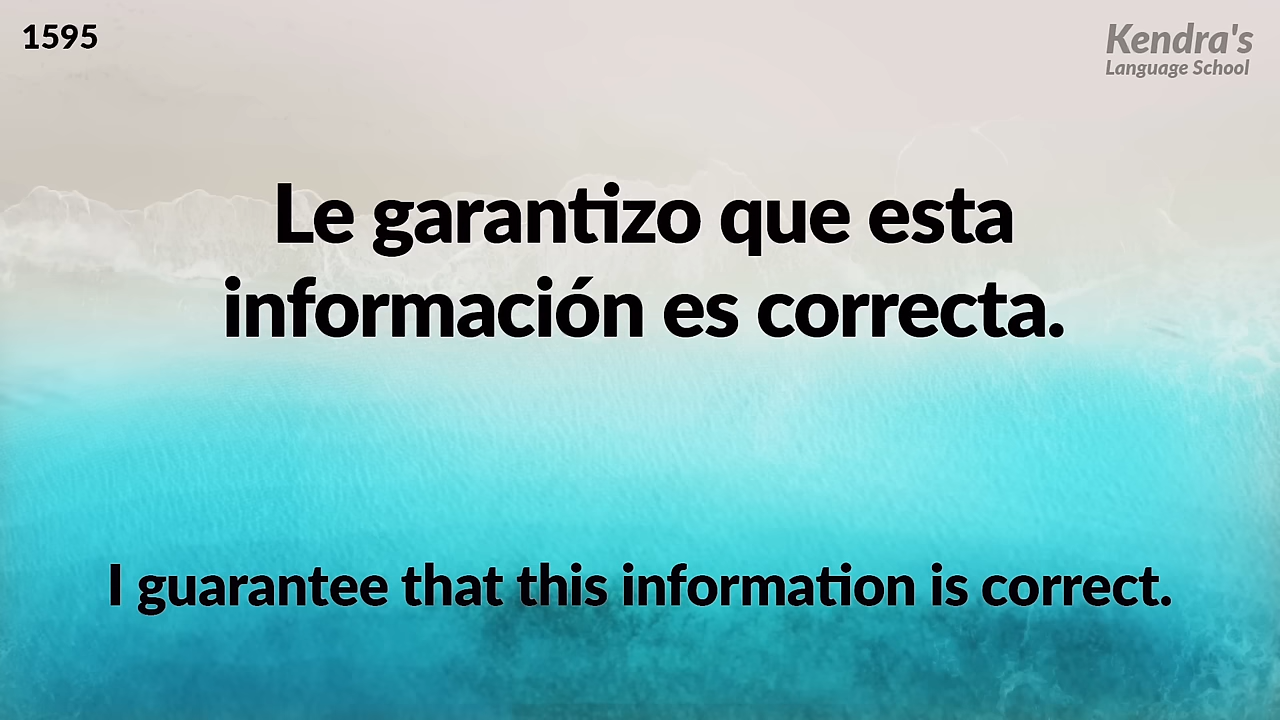 1595
Kendra's
Language School
Le garantizo que esta
información es correcta.
I guarantee that this information is correct.